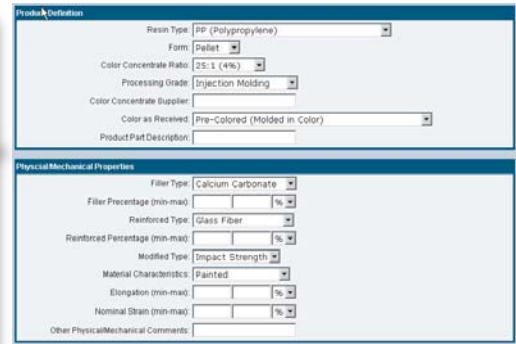 Product Definition
Resin Type: PP (Polypropylene)
Form: Pellet
Color Concentrate Ratio: 25:1 (4%)
Processing Grade: Injection Molding
Color Concentrate Supplier:
Color as Received: Pre-Colored (Molded in Color)
Product Part Description:
Physcial/Mechanical Properties
Filler Type: Calcium Carbonate
Filler Precentage (min-max): %
Reinforced Type: Glass Fiber
Reinforced Percentage (min-max): %
Modified Type: Impact Strength
Material Characteristics: Painted
Elongation (min-max): %
Nominal Strain (min-max): %
Other Physical/Mechanical Comments: